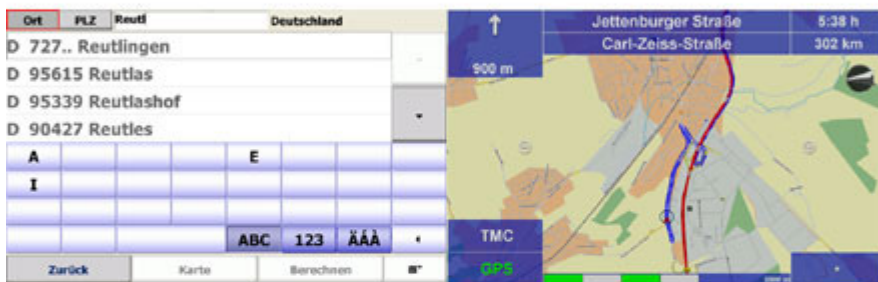 Ort PLZ Reutl Deutschland
D 727.. Reutlingen
D 95615 Reutlas
D 95339 Reutlashof
D 90427 Reutles
A E
I
ABC 123 ÄÁÀ
Zurück Karte Berechnen
Jettenburger Straße 5:38 h
Carl-Zeiss-Straße 302 km
900 m
TMC
GPS